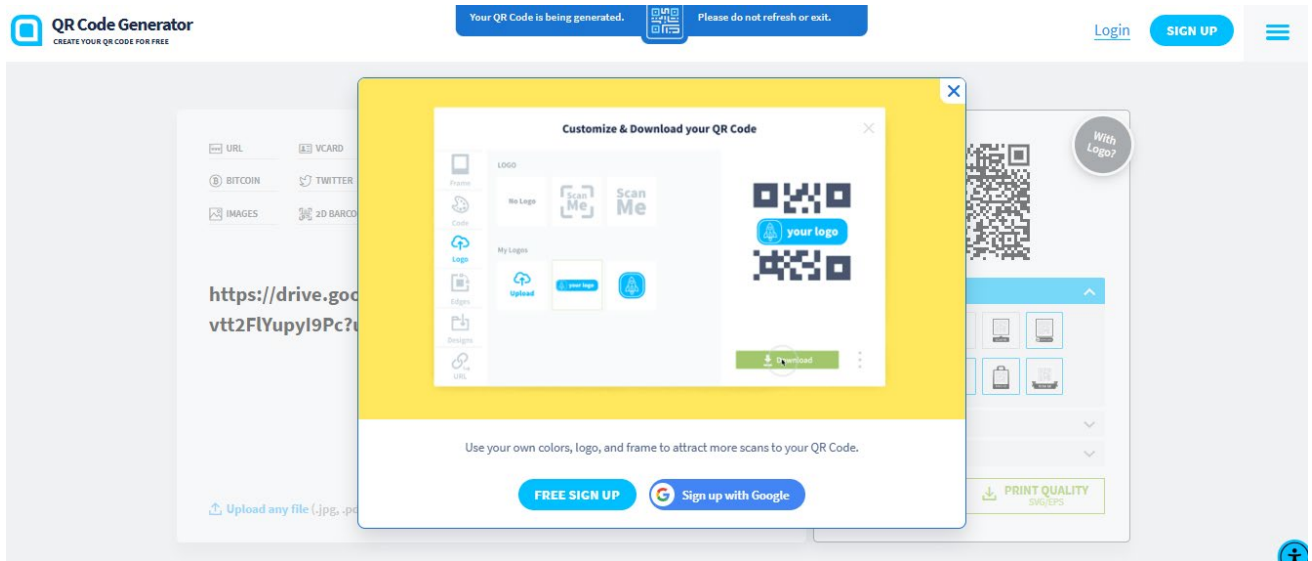 QR Code Generator
CREATE YOUR QR CODE FOR FREE
Your QR Code is being generated.
Please do not refresh or exit.
Login
SIGN UP
URL
VCARD
BITCOIN
TWITTER
IMAGES
2D BARCO
https://drive.goo
vtt2FlYupyI9Pc?u
Upload any file (.jpg, .po
Customize & Download your QR Code
Frame
Code
Logo
Edges
Designs
URL
LOGO
No Logo
Scan
Me
Scan
Me
My Logos
Upload
your logo
your logo
Download
Use your own colors, logo, and frame to attract more scans to your QR Code.
FREE SIGN UP
G Sign up with Google
With
Logo?
PRINT QUALITY
SVG/EPS